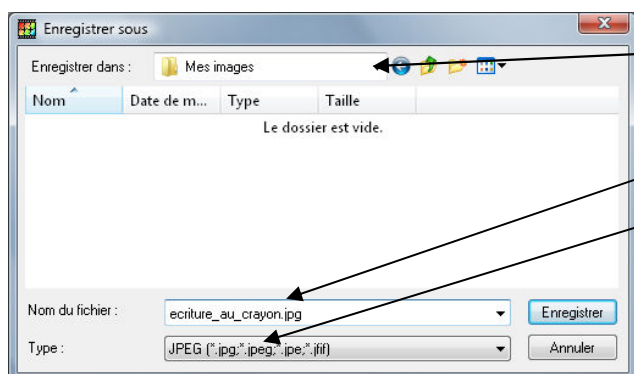 Enregistrer sous
Enregistrer dans : Mes images
Nom Date de m... Type Taille
Le dossier est vide.
Nom du fichier : ecriture_au_crayon.jpg Enregistrer
Type : JPEG (*.jpg;*.jpeg;*.jpe;*.jfif) Annuler